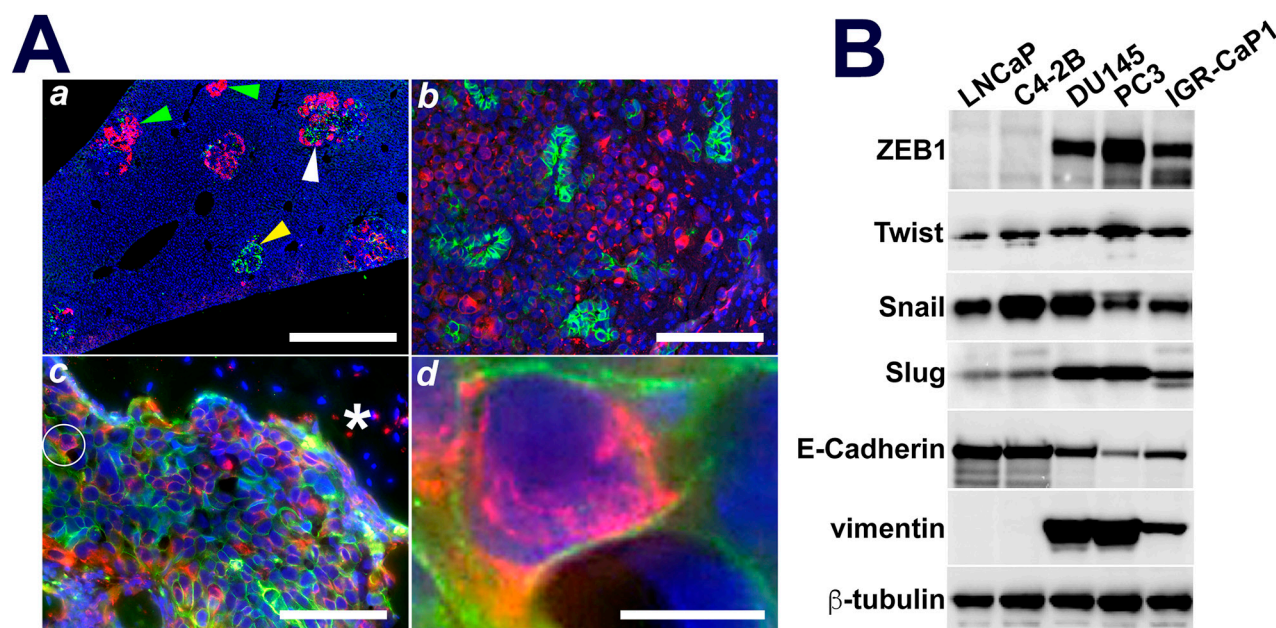 A
a
b
c
*
d
B
LNCaP
C4-2B
DU145
PC3
IGR-CaP1
ZEB1
Twist
Snail
Slug
E-Cadherin
vimentin
β-tubulin